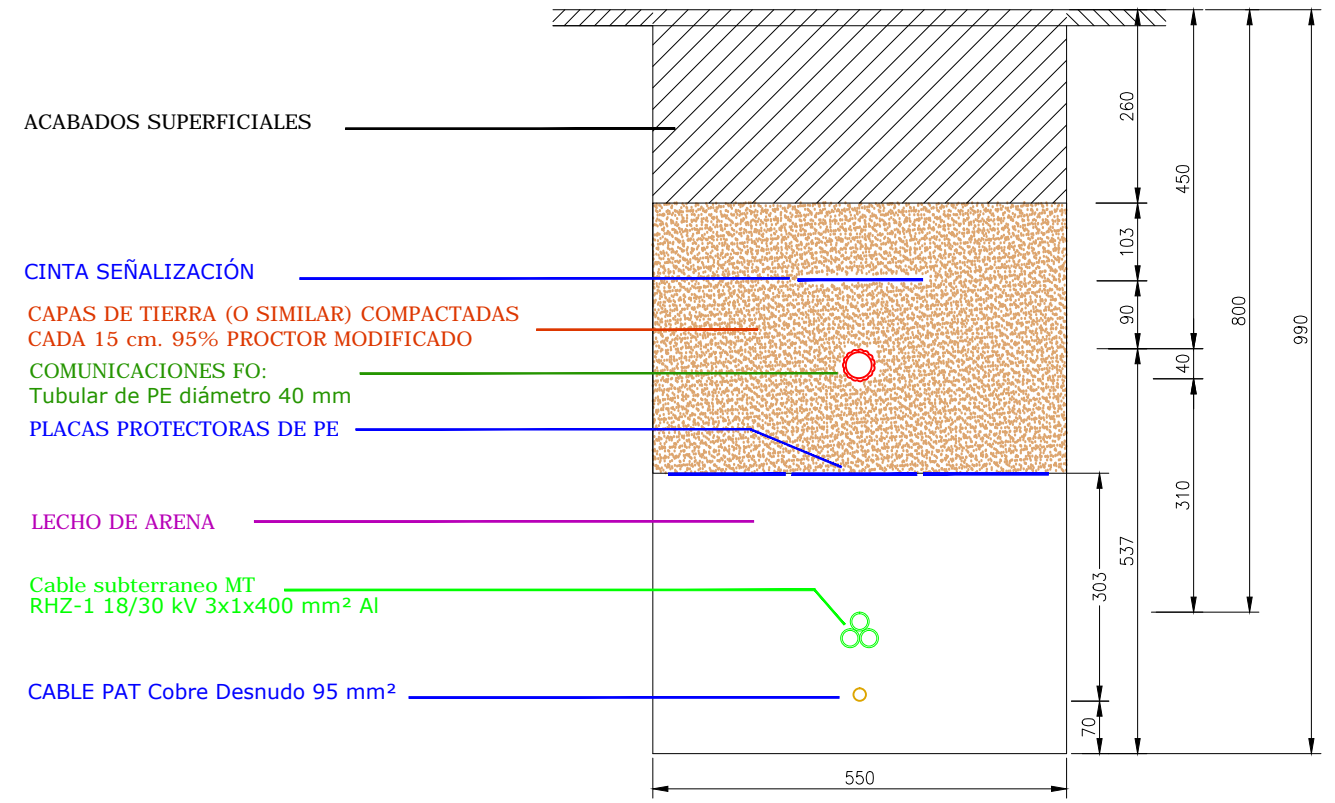 ACABADOS SUPERFICIALES
CINTA SEÑALIZACIÓN
CAPAS DE TIERRA (O SIMILAR) COMPACTADAS
CADA 15 cm. 95% PROCTOR MODIFICADO
COMUNICACIONES FO:
Tubular de PE diámetro 40 mm
PLACAS PROTECTORAS DE PE
LECHO DE ARENA
Cable subterraneo MT
RHZ-1 18/30 kV 3x1x400 mm² Al
CABLE PAT Cobre Desnudo 95 mm²
260
103
90
537
303
70
450
40
310
800
990
550